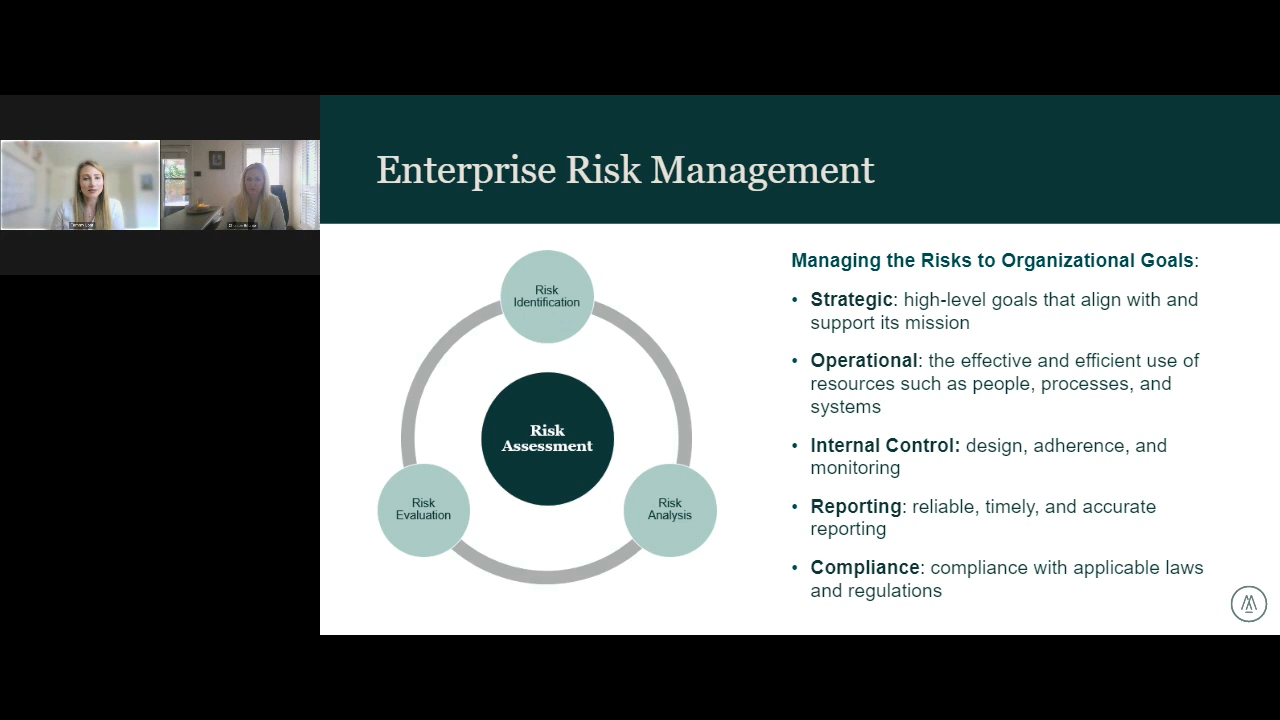 Enterprise Risk Management
Risk
Identification
Risk
Assessment
Risk
Evaluation
Risk
Analysis
Managing the Risks to Organizational Goals:
• Strategic: high-level goals that align with and
support its mission
• Operational: the effective and efficient use of
resources such as people, processes, and
systems
• Internal Control: design, adherence, and
monitoring
• Reporting: reliable, timely, and accurate
reporting
• Compliance: compliance with applicable laws
and regulations